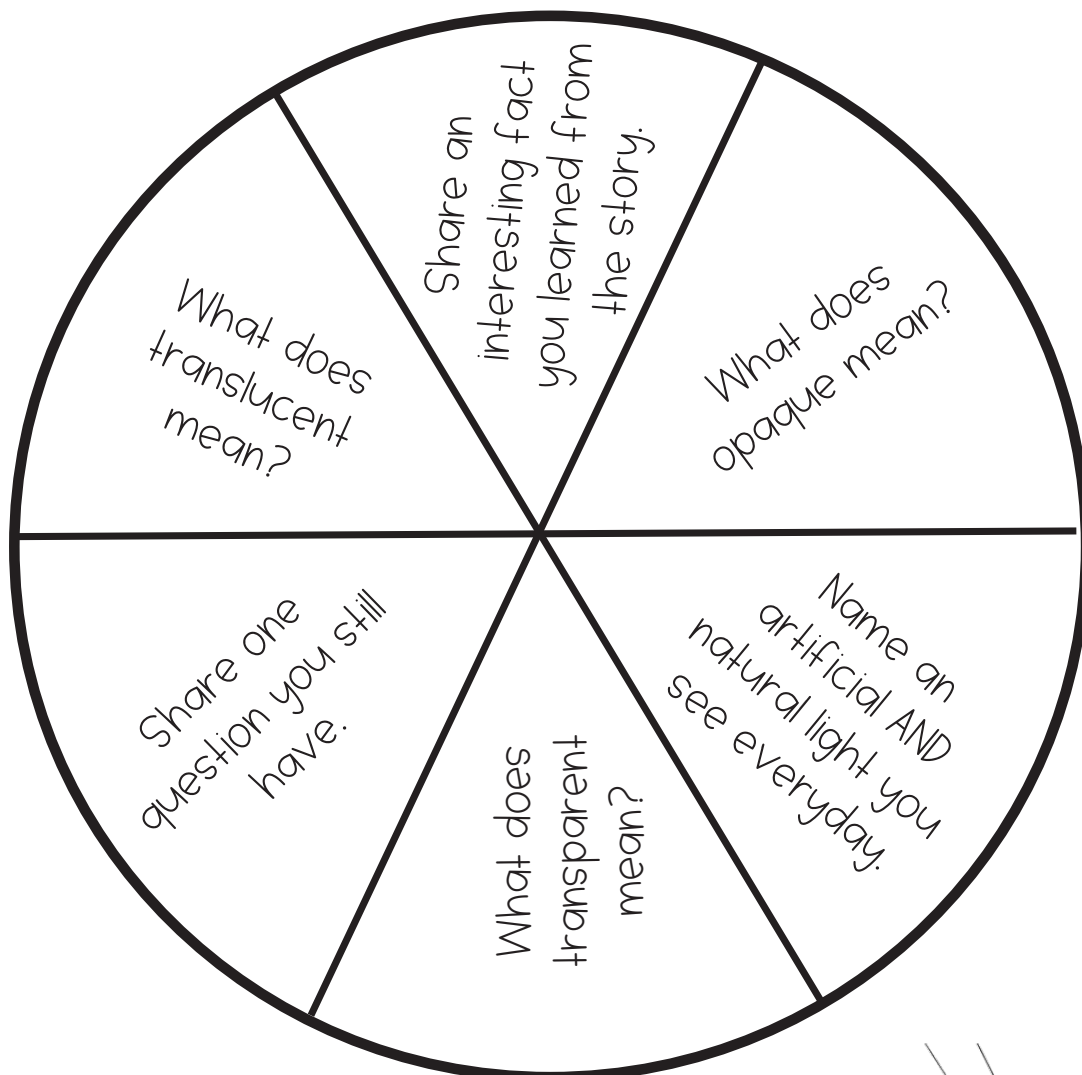 Share an
interesting fact
you learned from
the story.
What does
opaque mean?
Name an
artificial AND
natural light you
see everyday.
What does
transparent
mean?
Share one
question you still
have.
What does
translucent
mean?